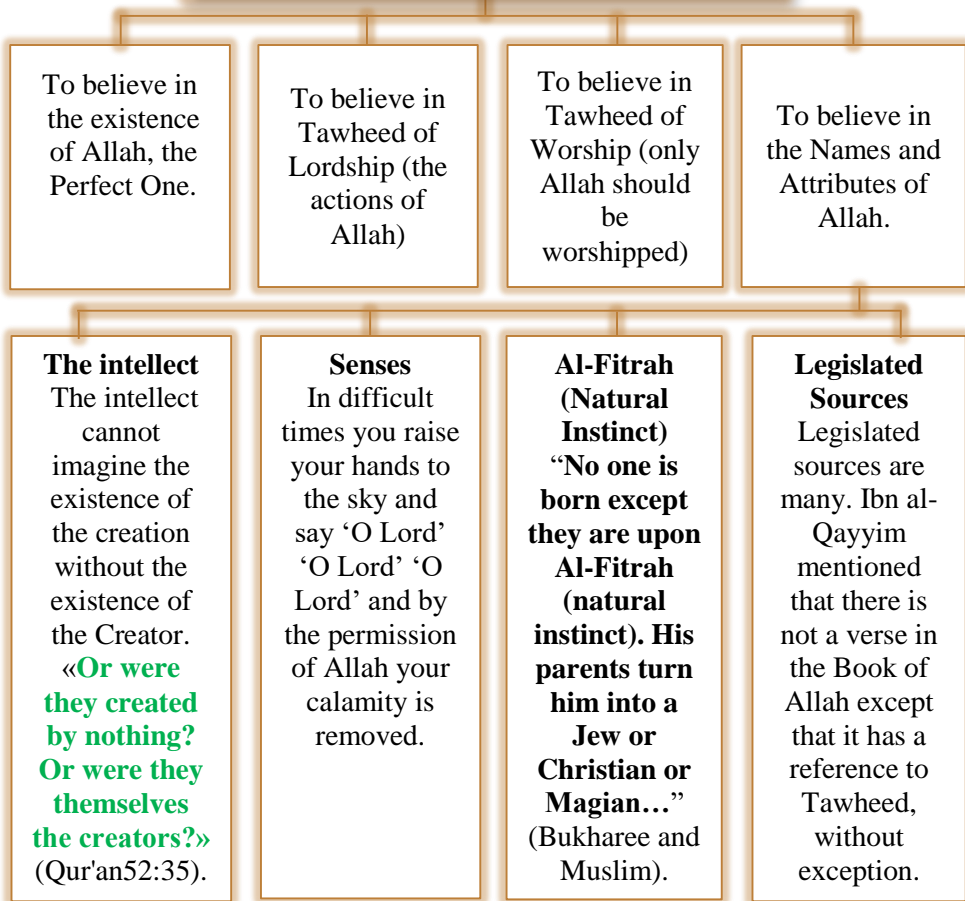 To believe in
the existence
of Allah, the
Perfect One.
To believe in
Tawheed of
Lordship (the
actions of
Allah)
To believe in
Tawheed of
Worship (only
Allah should
be
worshipped)
To believe in
the Names and
Attributes of
Allah.
The intellect
The intellect
cannot
imagine the
existence of
the creation
without the
existence of
the Creator.
«Or were
they created
by nothing?
Or were they
themselves
the creators?»
(Qur'an52:35).
Senses
In difficult
times you raise
your hands to
the sky and
say ‘O Lord’
‘O Lord’ ‘O
Lord’ and by
the permission
of Allah your
calamity is
removed.
Al-Fitrah
(Natural
Instinct)
“No one is
born except
they are upon
Al-Fitrah
(natural
instinct). His
parents turn
him into a
Jew or
Christian or
Magian…”
(Bukharee and
Muslim).
Legislated
Sources
Legislated
sources are
many. Ibn al-
Qayyim
mentioned
that there is
not a verse in
the Book of
Allah except
that it has a
reference to
Tawheed,
without
exception.